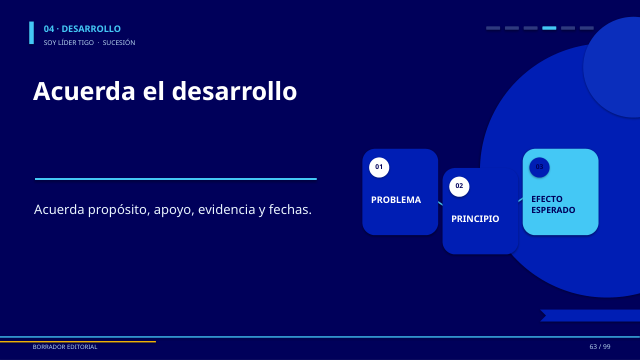 04 · DESARROLLO
SOY LÍDER TIGO · SUCESIÓN
Acuerda el desarrollo
Acuerda propósito, apoyo, evidencia y fechas.
01
PROBLEMA
02
PRINCIPIO
03
EFECTO
ESPERADO
BORRADOR EDITORIAL
63 / 99